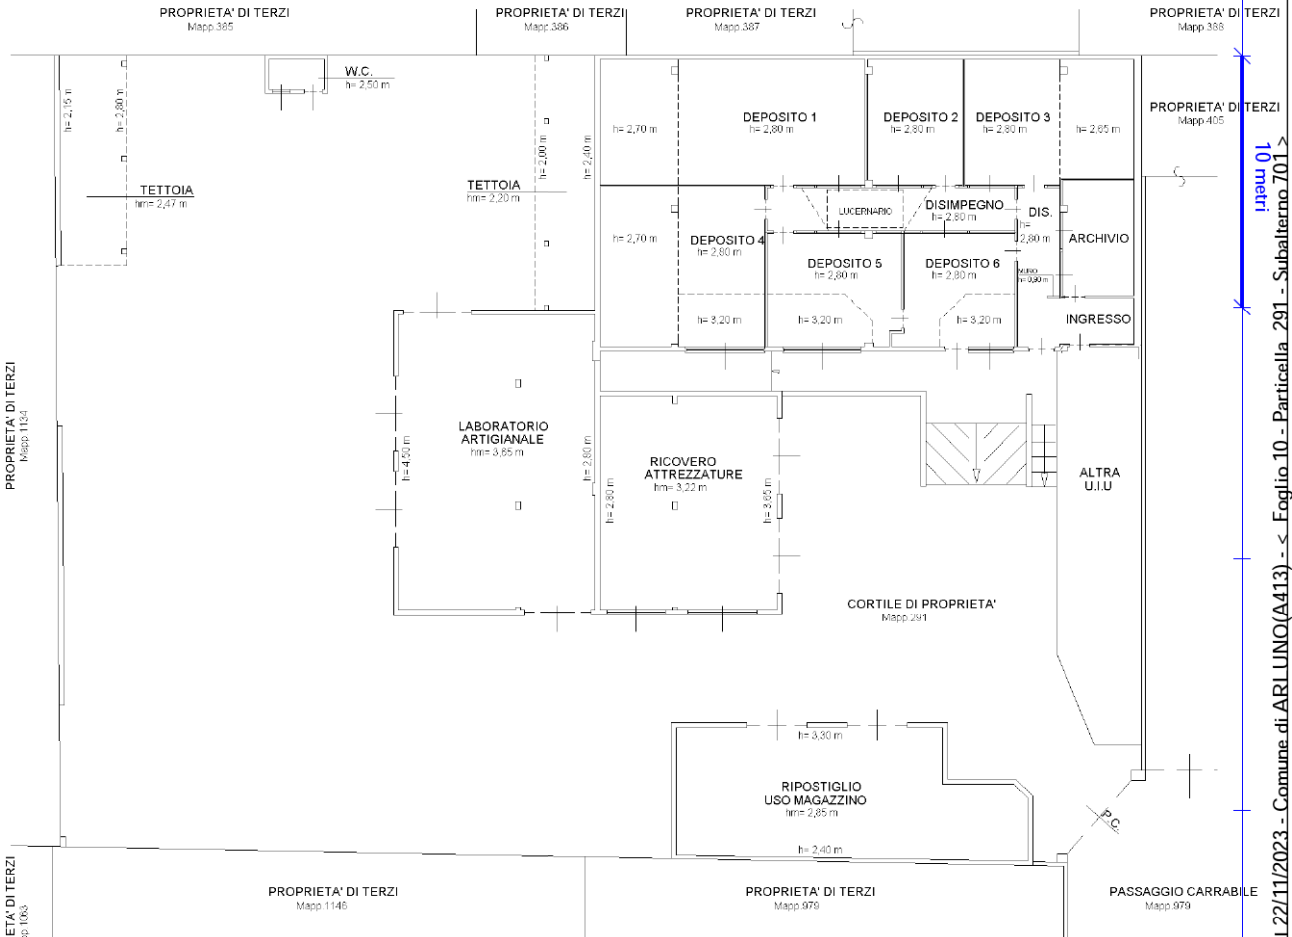 PROPRIETA' DI TERZI
Mapp.385
PROPRIETA' DI TERZI
Mapp.386
PROPRIETA' DI TERZI
Mapp.387
PROPRIETA' DI TERZI
Mapp.388
W.C.
h= 2,50 m
h= 2,15 m
h= 2,80 m
TETTOIA
hm= 2,47 m
TETTOIA
hm= 2,20 m
h= 2,00 m
h= 2,40 m
h= 2,70 m
DEPOSITO 1
h= 2,80 m
DEPOSITO 2
h= 2,80 m
DEPOSITO 3
h= 2,80 m
h= 2,65 m
PROPRIETA' DI TERZI
Mapp.405
10 metri
LUCERNARIO
DISIMPEGNO
h= 2,80 m
DIS.
h=
2,80 m
ARCHIVIO
h= 2,70 m
DEPOSITO 4
h= 2,80 m
DEPOSITO 5
h= 2,80 m
DEPOSITO 6
h= 2,80 m
MURO
h= 0,90 m
h= 3,20 m
h= 3,20 m
h= 3,20 m
INGRESSO
PROPRIETA' DI TERZI
Mapp.1134
LABORATORIO
ARTIGIANALE
hm= 3,65 m
h= 4,50 m
h= 2,80 m
RICOVERO
ATTREZZATURE
hm= 3,22 m
h= 2,80 m
h= 3,65 m
ALTRA
U.I.U
CORTILE DI PROPRIETA'
Mapp.291
h= 3,30 m
RIPOSTIGLIO
USO MAGAZZINO
hm= 2,85 m
h= 2,40 m
P.C.
ETA' DI TERZI
pp.1063
PROPRIETA' DI TERZI
Mapp.1146
PROPRIETA' DI TERZI
Mapp.979
PASSAGGIO CARRABILE
Mapp.979
l 22/11/2023 - Comune di ARLUNO(A413) - < Foglio 10 - Particella 291 - Subalterno 701 >